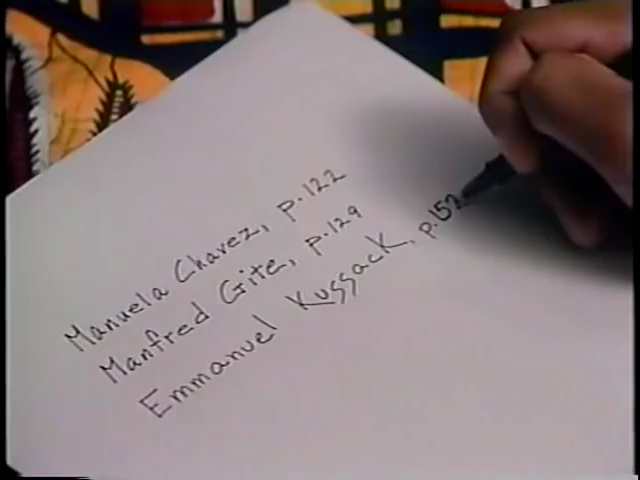 Manuela Chavez, p.122
Manfred Gite, p.129
Emmanuel Kussack, p.152